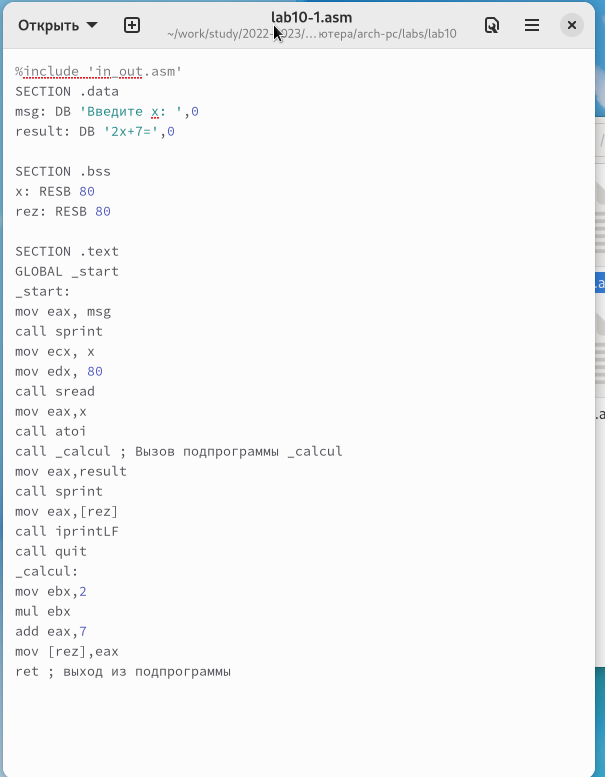 Открыть
lab10-1.asm
~/work/study/2022-2023/…ютера/arch-pc/labs/lab10
%include 'in_out.asm'
SECTION .data
msg: DB 'Введите x: ',0
result: DB '2x+7=',0
SECTION .bss
x: RESB 80
rez: RESB 80
SECTION .text
GLOBAL _start
_start:
mov eax, msg
call sprint
mov ecx, x
mov edx, 80
call sread
mov eax,x
call atoi
call _calcul ; Вызов подпрограммы _calcul
mov eax,result
call sprint
mov eax,[rez]
call iprintLF
call quit
_calcul:
mov ebx,2
mul ebx
add eax,7
mov [rez],eax
ret ; выход из подпрограммы